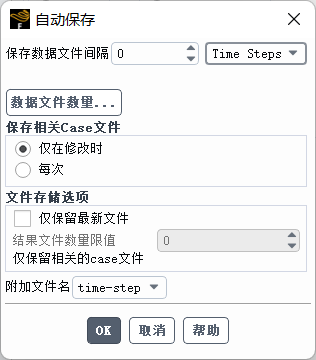 自动保存
保存数据文件间隔 0 Time Steps
数据文件数量...
保存相关Case文件
仅在修改时
每次
文件存储选项
仅保留最新文件
结果文件数量限值 0
仅保留相关的case文件
附加文件名 time-step
OK 取消 帮助